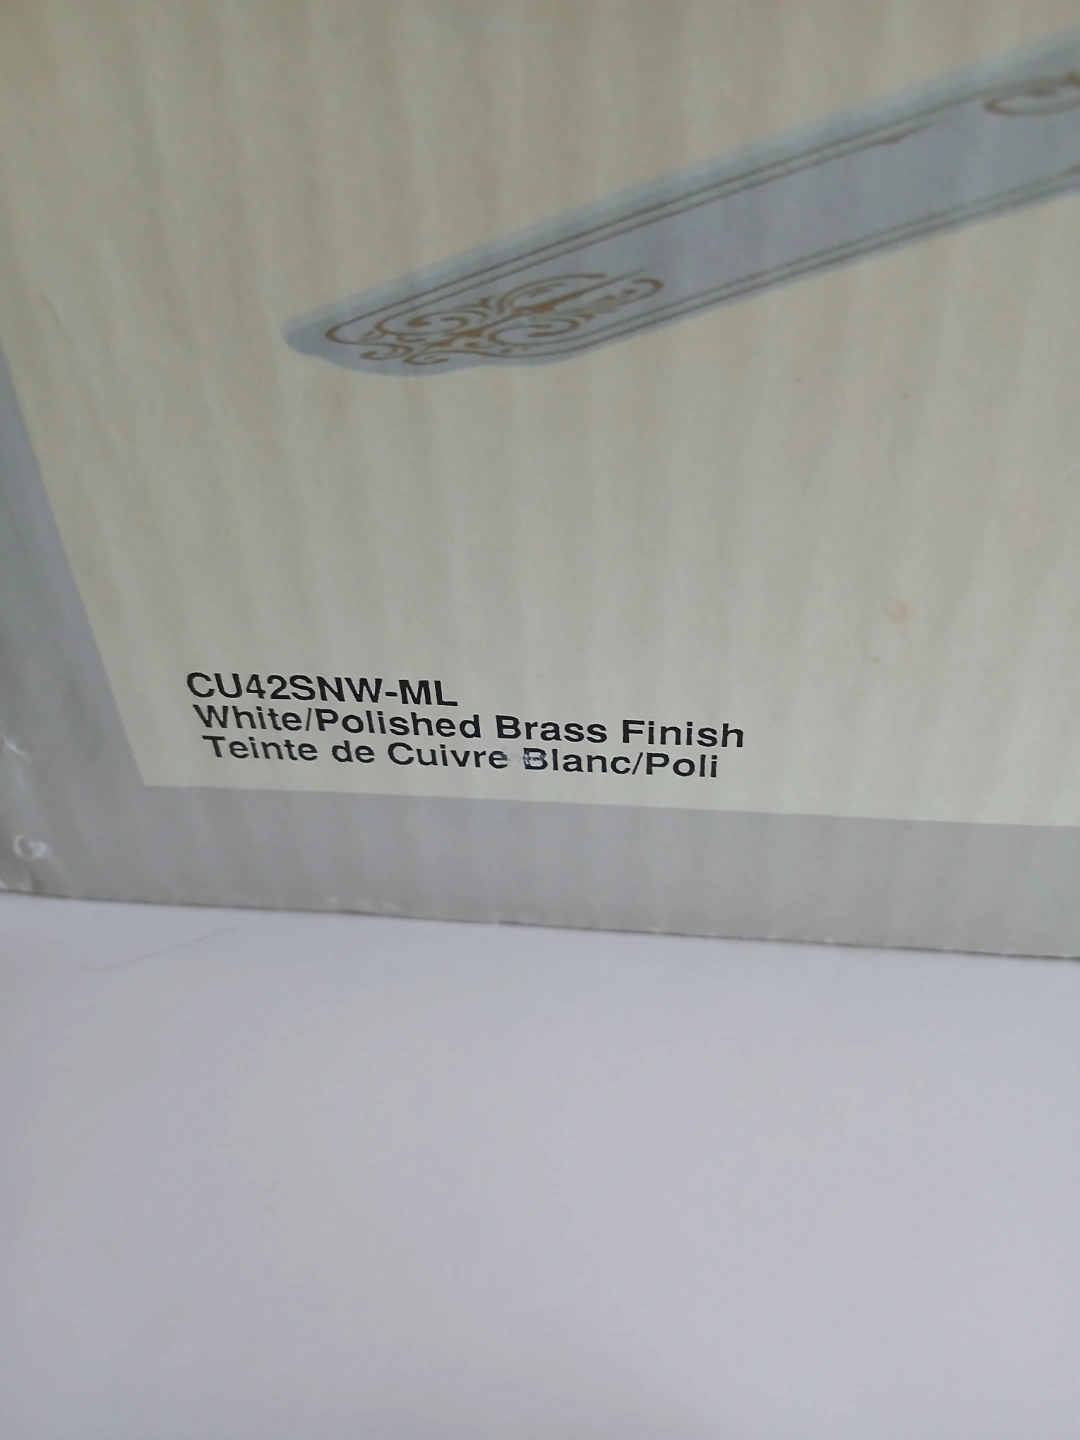 CU42SNW-ML
White/Polished Brass Finish
Teinte de Cuivre Blanc/Poli